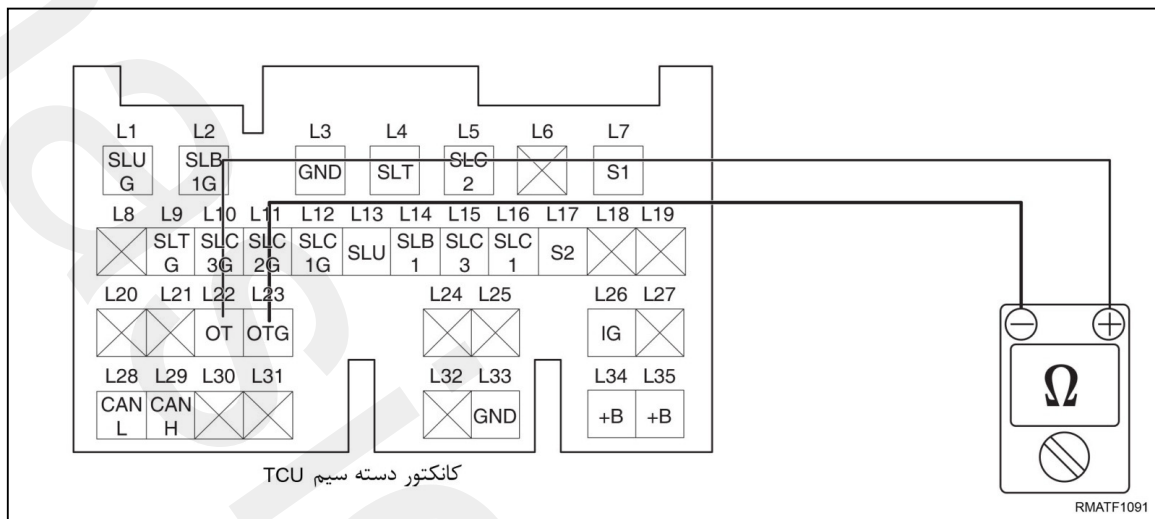 L1 L2 L3 L4 L5 L6 L7
SLU G SLB 1G GND SLT SLC 2 S1
L8 L9 L10 L11 L12 L13 L14 L15 L16 L17 L18 L19
SLT G SLC 3G SLC 2G SLC 1G SLU SLB 1 SLC 3 SLC 1 S2
L20 L21 L22 L23 L24 L25 L26 L27
OT OTG IG
L28 L29 L30 L31 L32 L33 L34 L35
CAN L CAN H GND +B +B
− +
Ω
کانکتور دسته سیم TCU
RMATF1091